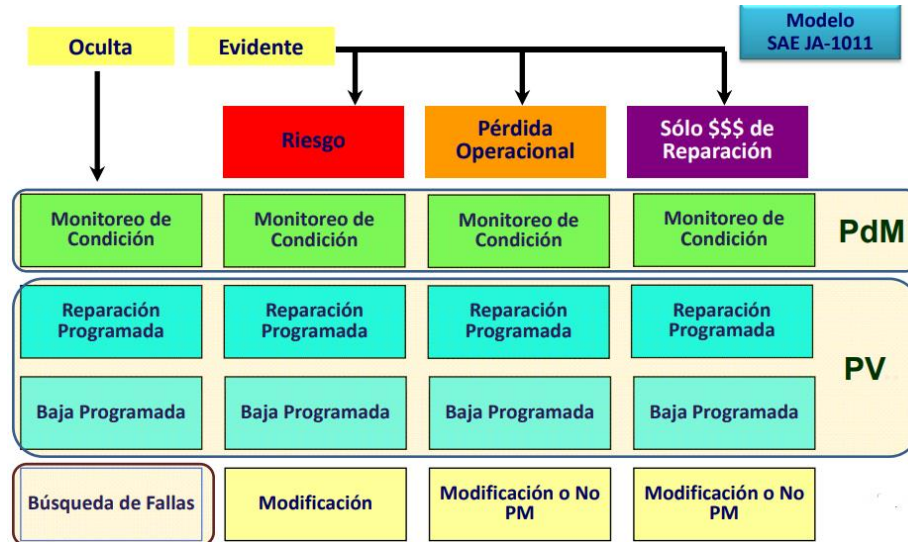 Oculta
Evidente
Modelo
SAE JA-1011
Riesgo
Pérdida
Operacional
Sólo $$$ de
Reparación
Monitoreo de
Condición
Monitoreo de
Condición
Monitoreo de
Condición
Monitoreo de
Condición
PdM
Reparación
Programada
Reparación
Programada
Reparación
Programada
Reparación
Programada
PV
Baja Programada
Baja Programada
Baja Programada
Baja Programada
Búsqueda de Fallas
Modificación
Modificación o No
PM
Modificación o No
PM